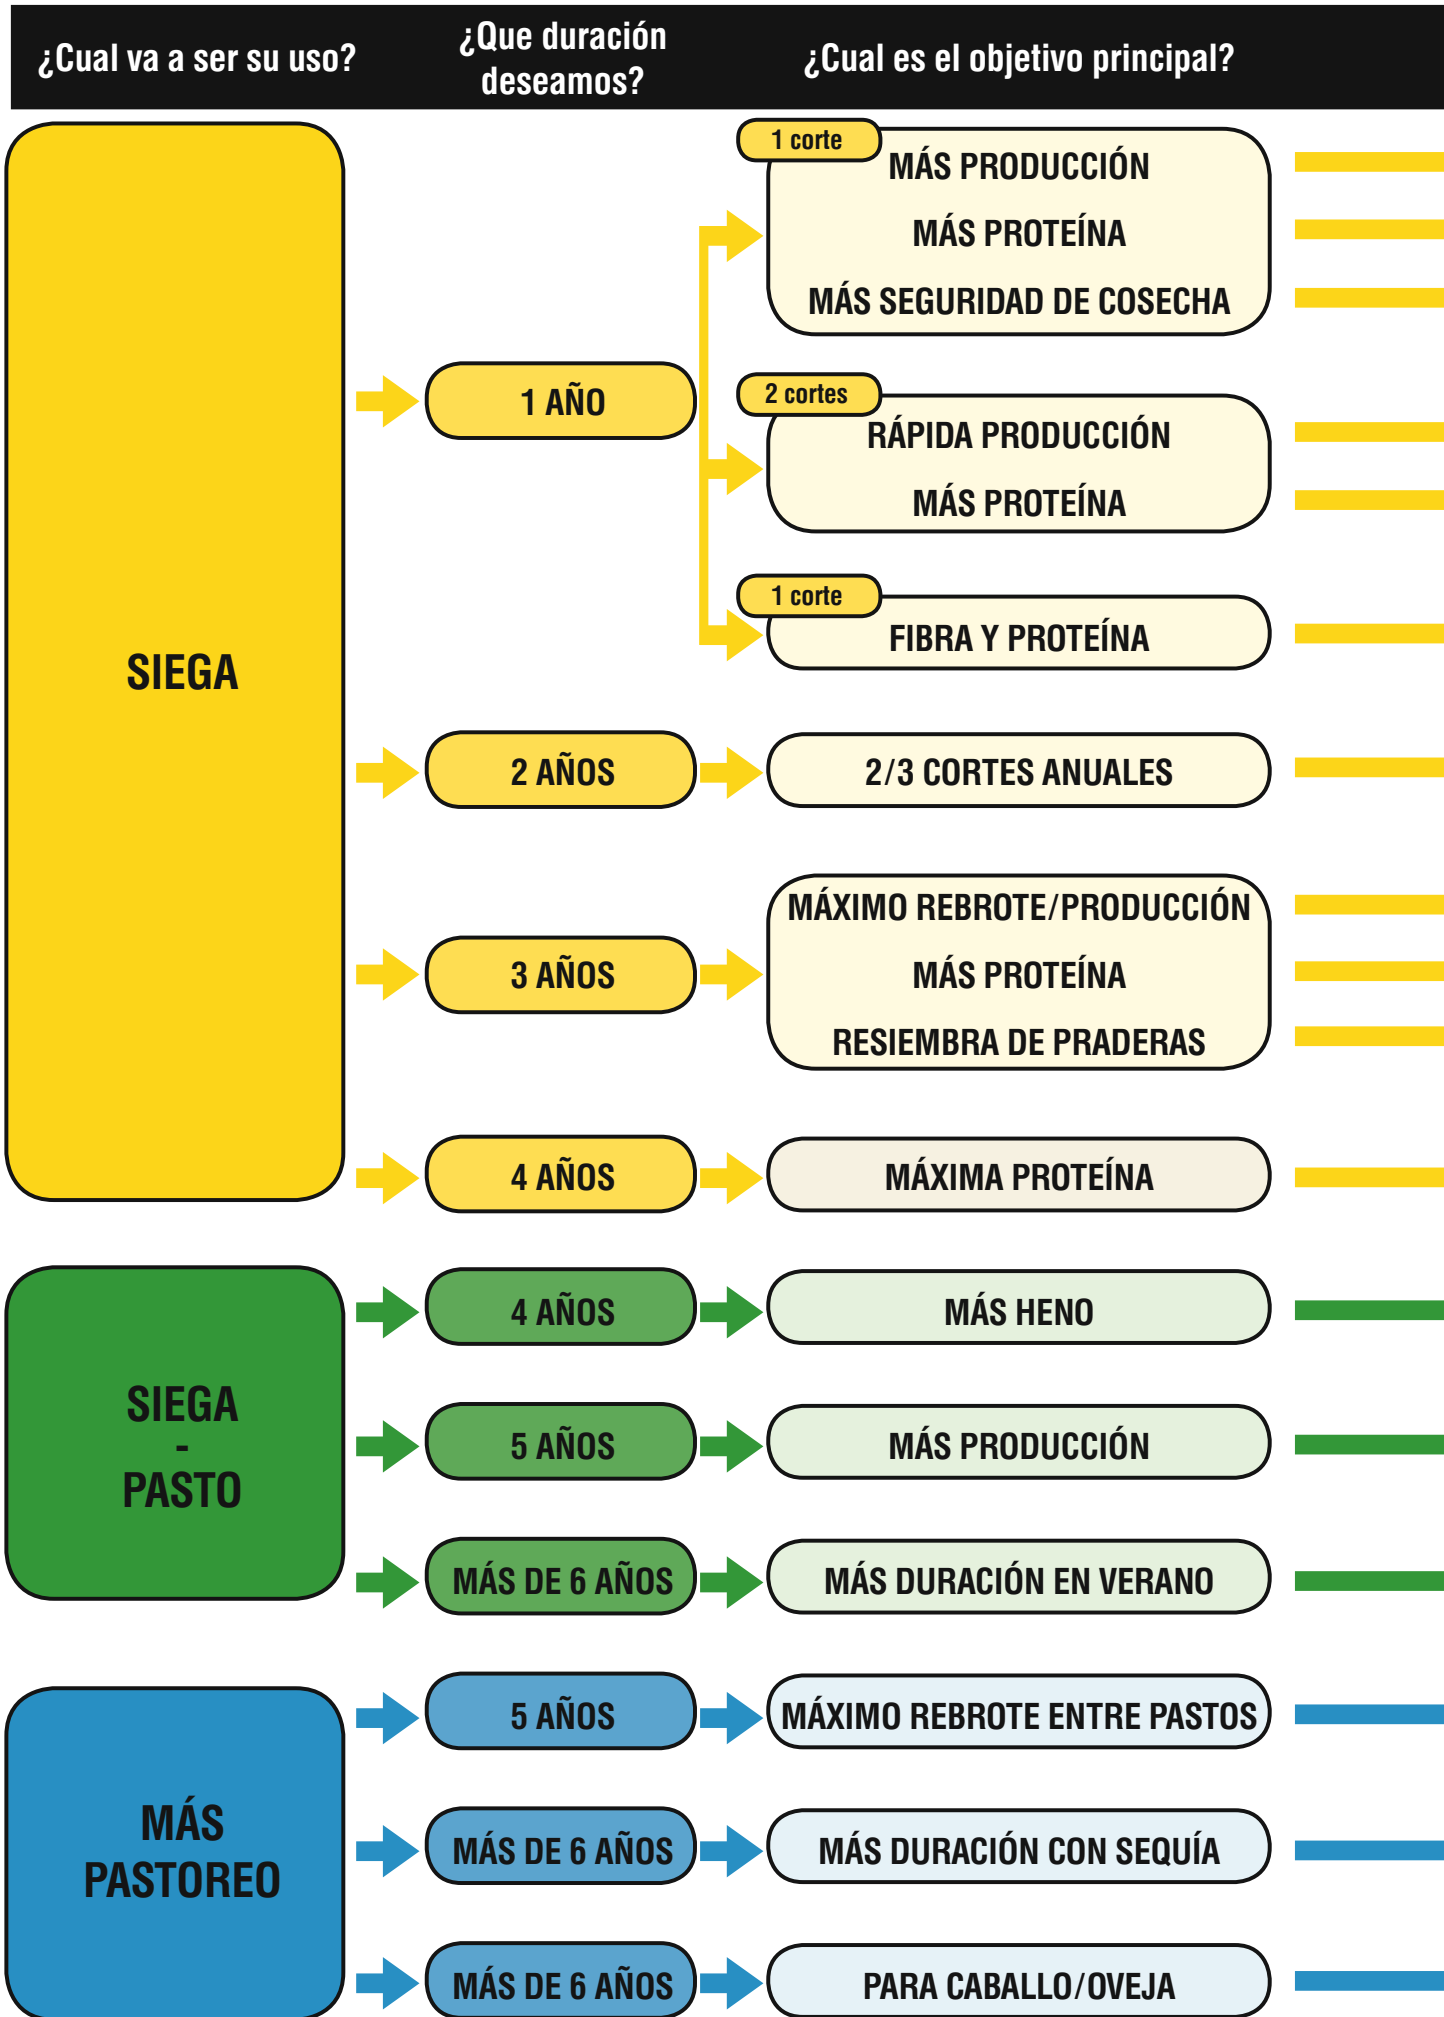 ¿Cual va a ser su uso?
¿Que duración
deseamos?
¿Cual es el objetivo principal?
SIEGA
1 AÑO
1 corte
MÁS PRODUCCIÓN
MÁS PROTEÍNA
MÁS SEGURIDAD DE COSECHA
2 cortes
RÁPIDA PRODUCCIÓN
MÁS PROTEÍNA
1 corte
FIBRA Y PROTEÍNA
2 AÑOS
2/3 CORTES ANUALES
3 AÑOS
MÁXIMO REBROTE/PRODUCCIÓN
MÁS PROTEÍNA
RESIEMBRA DE PRADERAS
4 AÑOS
MÁXIMA PROTEÍNA
SIEGA
-
PASTO
4 AÑOS
MÁS HENO
5 AÑOS
MÁS PRODUCCIÓN
MÁS DE 6 AÑOS
MÁS DURACIÓN EN VERANO
MÁS
PASTOREO
5 AÑOS
MÁXIMO REBROTE ENTRE PASTOS
MÁS DE 6 AÑOS
MÁS DURACIÓN CON SEQUÍA
MÁS DE 6 AÑOS
PARA CABALLO/OVEJA